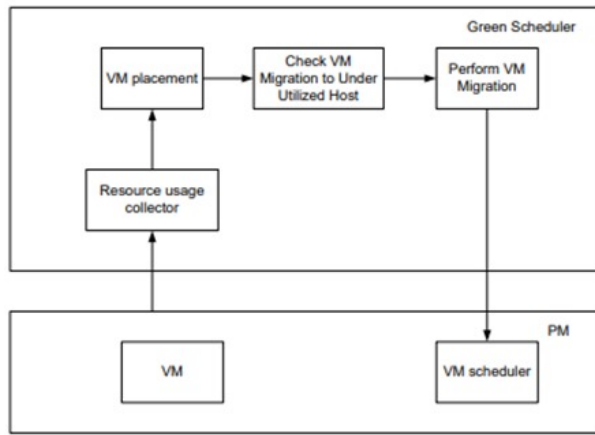 Green Scheduler
VM placement
Check VM
Migration to Under
Utilized Host
Perform VM
Migration
Resource usage
collector
PM
VM
VM scheduler